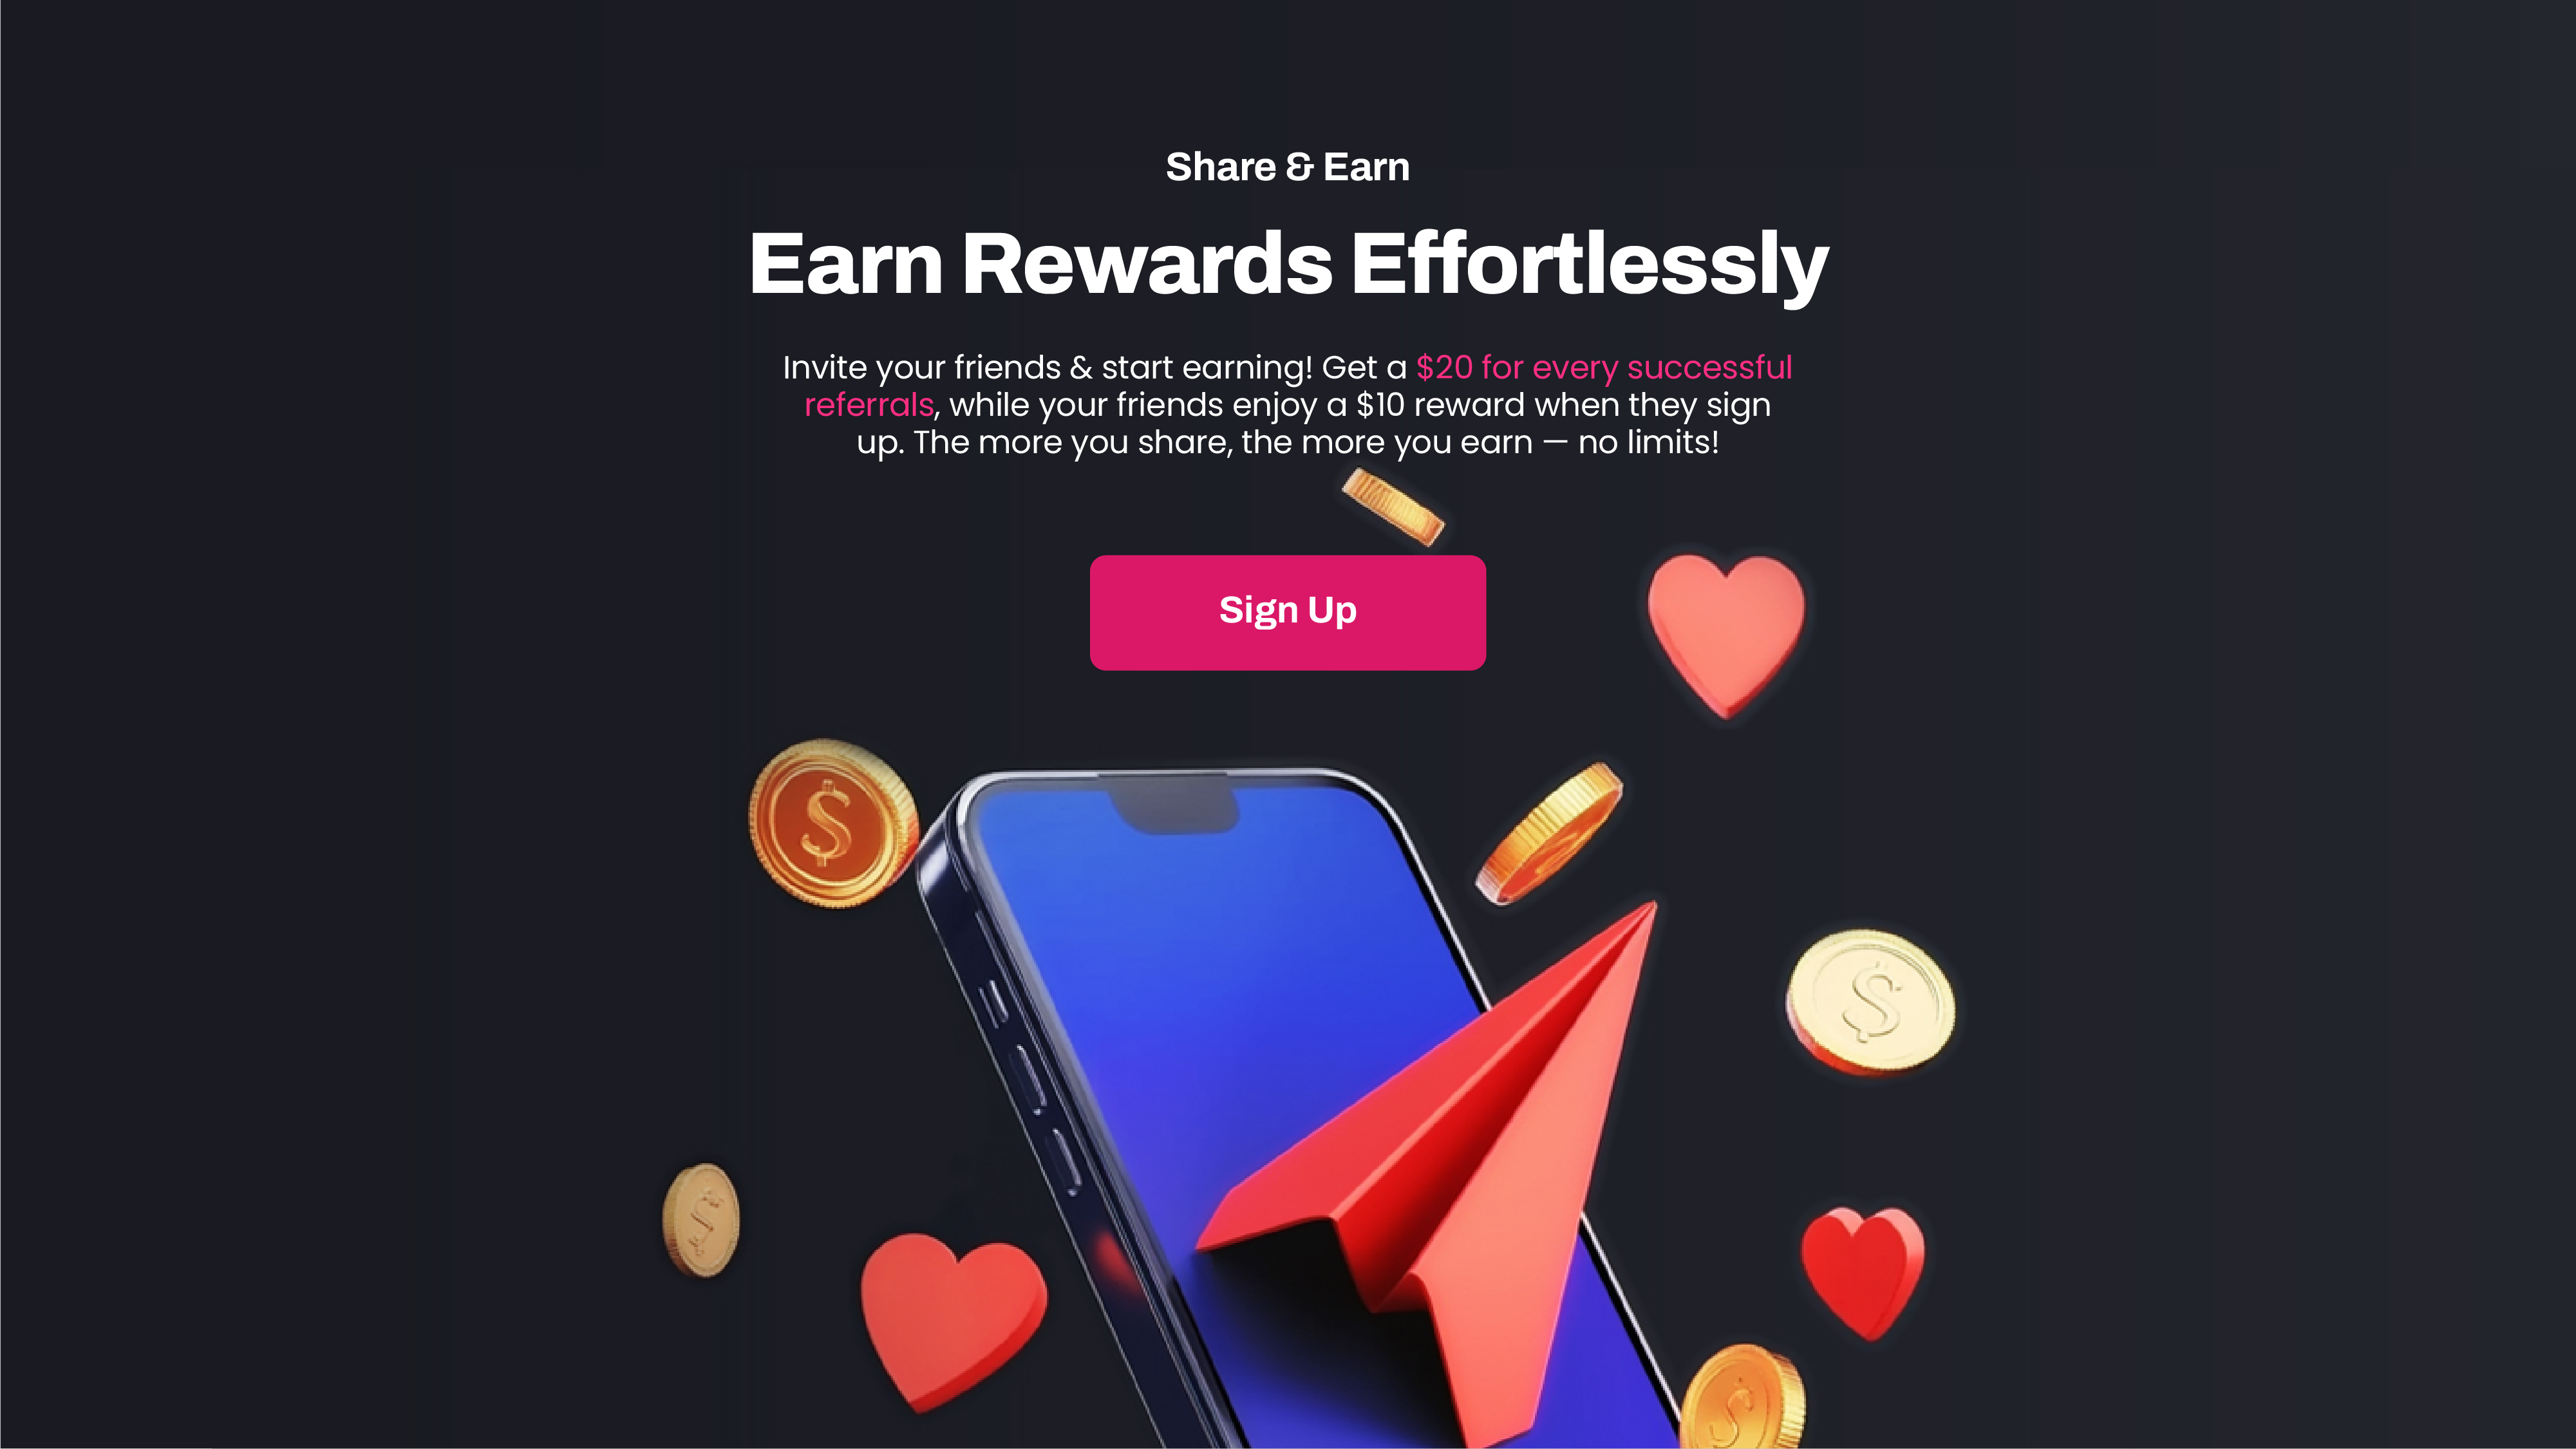 Share & Earn
Earn Rewards Effortlessly
Invite your friends & start earning! Get a $20 for every successful
referrals, while your friends enjoy a $10 reward when they sign
up. The more you share, the more you earn — no limits!
Sign Up
$
$
$
$